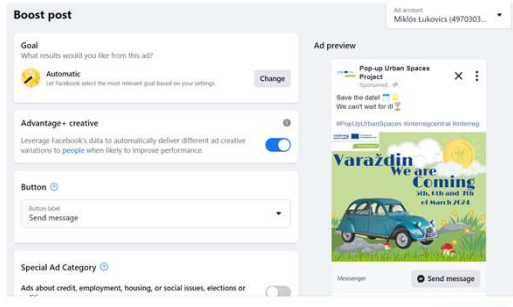 Boost post
Ad account
Miklós Lukovics (4970303...
Goal
What results would you like from this ad?
Automatic
Let Facebook select the most relevant goal based on your settings.
Change
Advantage+ creative
Leverage Facebook's data to automatically deliver different ad creative
variations to people when likely to improve performance.
Button
Button label
Send message
Special Ad Category
Ads about credit, employment, housing, or social issues, elections or
Ad preview
Pop-up Urban Spaces
Project
Sponsored
Save the date!
We can't wait for it!
#PopUpUrbanSpaces #interregcentral #interreg
Varaždin
We are
Coming
5th, 6th and 7th
of March 2024
Messenger
Send message